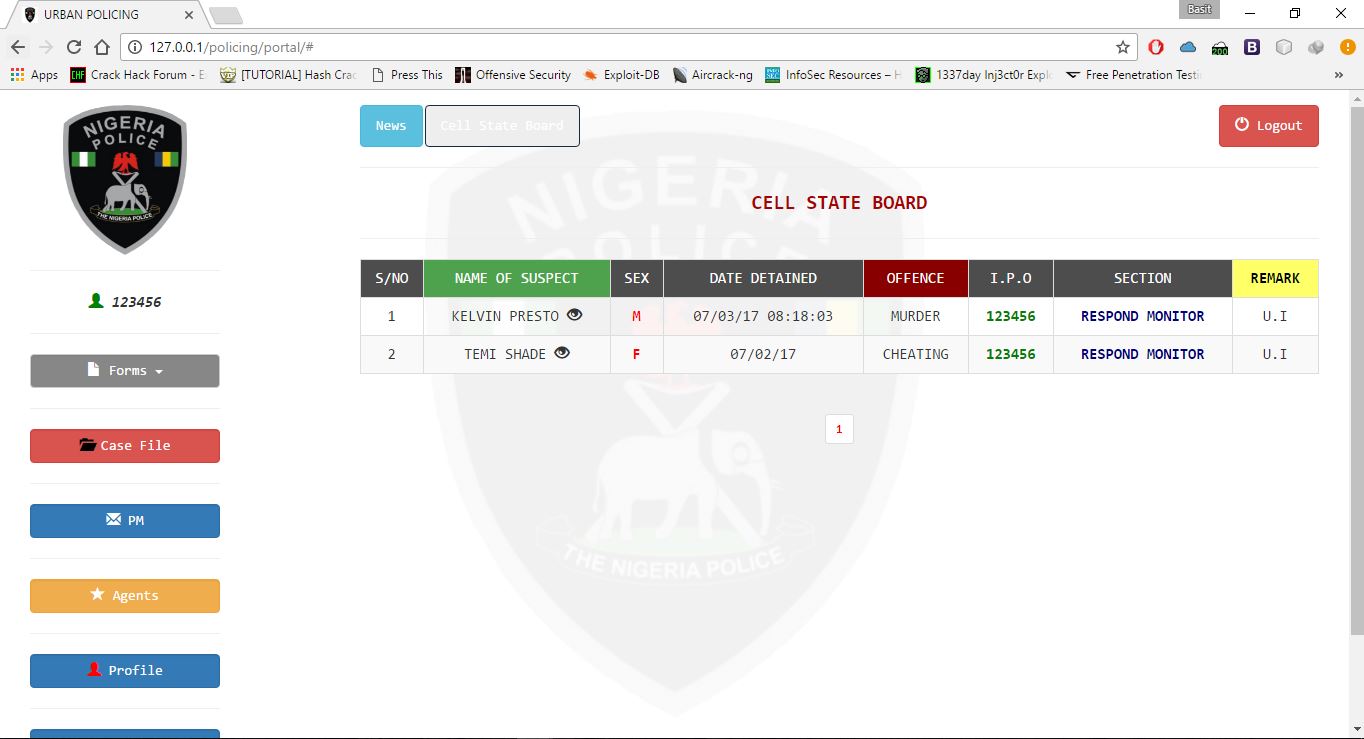 URBAN POLICING
Basit
127.0.0.1/policing/portal/#
200
B
Apps
CHF
Crack Hack Forum - E
[TUTORIAL] Hash Crac
Press This
Offensive Security
Exploit-DB
Aircrack-ng
InfoSec Resources – H
1337day Inj3ct0r Explo
Free Penetration Testi
»
NIGERIA
POLICE
THE NIGERIA POLICE
123456
Forms
Case File
PM
Agents
Profile
News
Cell State Board
Logout
CELL STATE BOARD
S/NO NAME OF SUSPECT SEX DATE DETAINED OFFENCE I.P.O SECTION REMARK
1 KELVIN PRESTO M 07/03/17 08:18:03 MURDER 123456 RESPOND MONITOR U.I
2 TEMI SHADE F 07/02/17 CHEATING 123456 RESPOND MONITOR U.I
1
NIGERIA
POLICE
THE NIGERIA POLICE